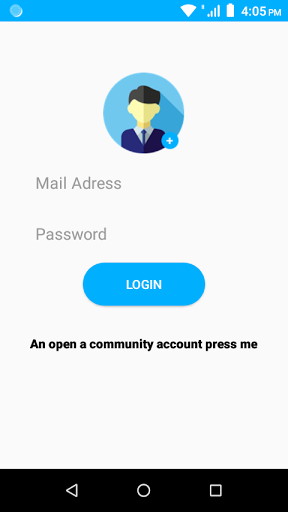 4:05 PM
Mail Adress
Password
LOGIN
An open a community account press me